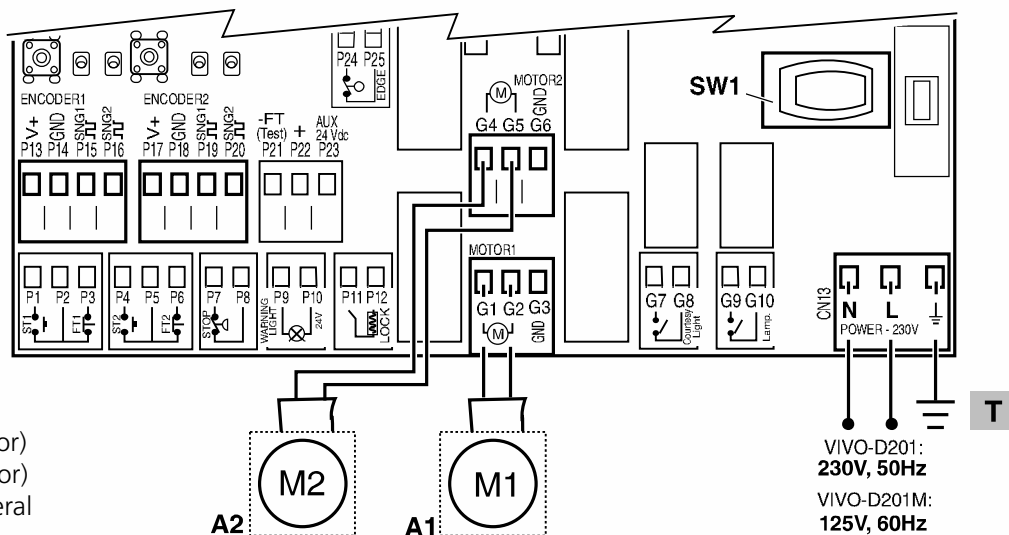 P24 P25
EDGE
SW1
MOTOR2
M
GND
G4 G5 G6
ENCODER1
V+ GND SNG1 SNG2
P13 P14 P15 P16
ENCODER2
V+ GND SNG1 SNG2
P17 P18 P19 P20
-FT (Test) + AUX 24 Vdc
P21 P22 P23
MOTOR1
G1 G2 G3
M
GND
P1 P2 P3
ST1 FT1
P4 P5 P6
ST2 FT2
P7 P8
STOP
P9 P10
WARNING LIGHT 24V
P11 P12
LOCK
G7 G8
Courtesy Light
G9 G10
Lamp.
CN13
N L
POWER - 230V
T
VIVO-D201:
230V, 50Hz
VIVO-D201M:
125V, 60Hz
M2
A2
M1
A1
or)
or)
eral